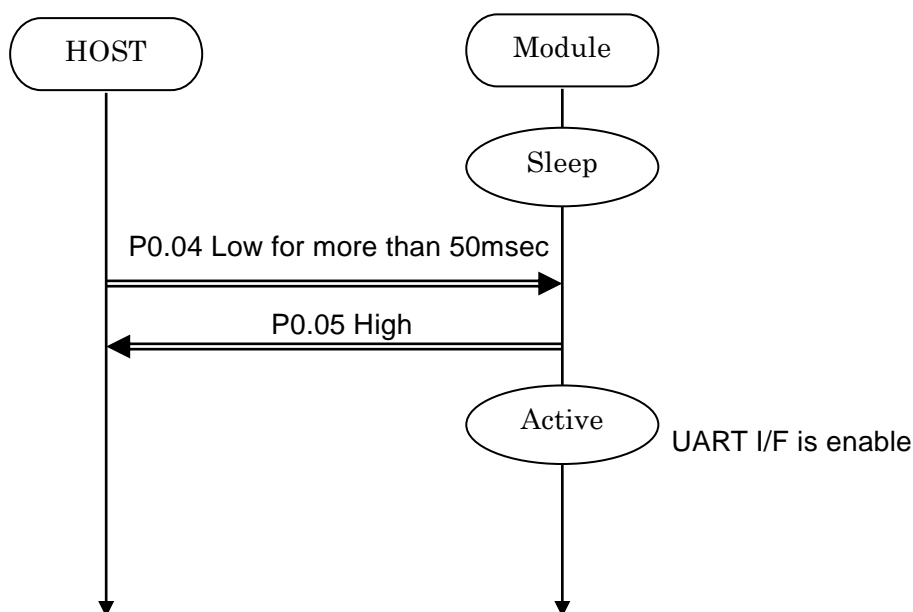 HOST
Module
Sleep
P0.04 Low for more than 50msec
P0.05 High
Active
UART I/F is enable